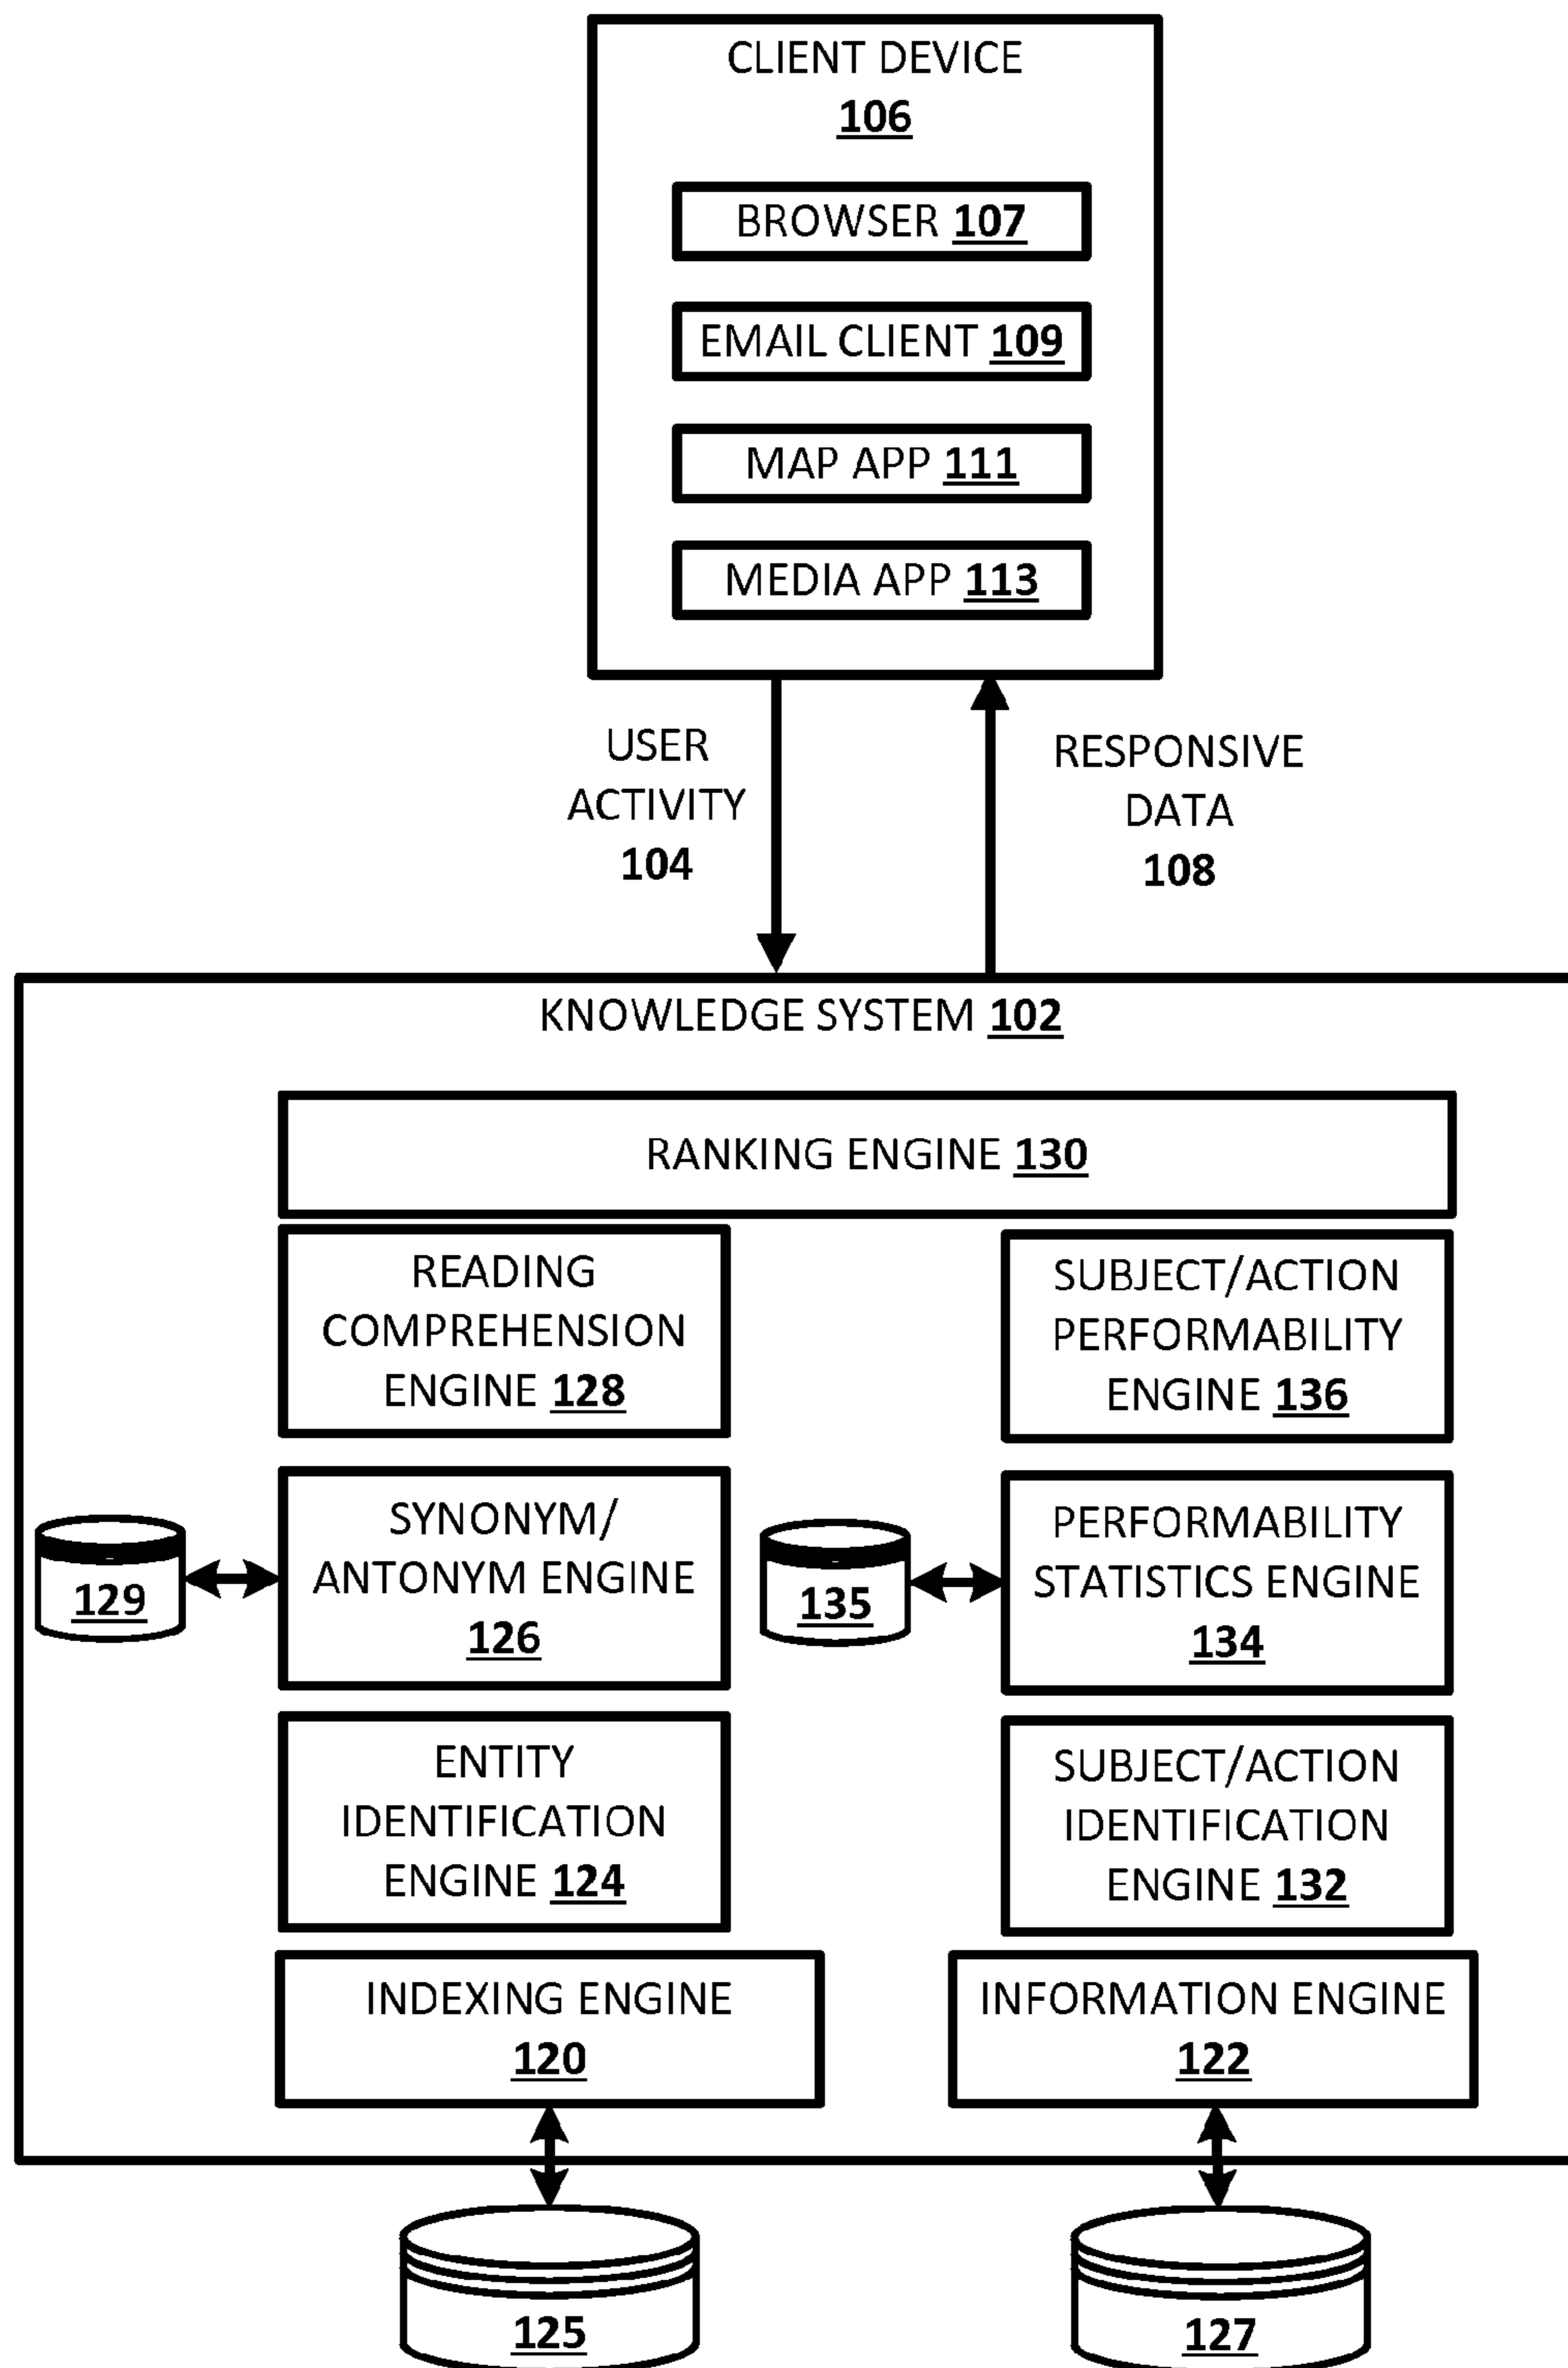 CLIENT DEVICE
106
BROWSER 107
EMAIL CLIENT 109
MAP APP 111
MEDIA APP 113
USER
ACTIVITY
104
RESPONSIVE
DATA
108
KNOWLEDGE SYSTEM 102
RANKING ENGINE 130
READING
COMPREHENSION
ENGINE 128
SUBJECT/ACTION
PERFORMABILITY
ENGINE 136
129
SYNONYM/
ANTONYM ENGINE
126
135
PERFORMABILITY
STATISTICS ENGINE
134
ENTITY
IDENTIFICATION
ENGINE 124
SUBJECT/ACTION
IDENTIFICATION
ENGINE 132
INDEXING ENGINE
120
INFORMATION ENGINE
122
125
127